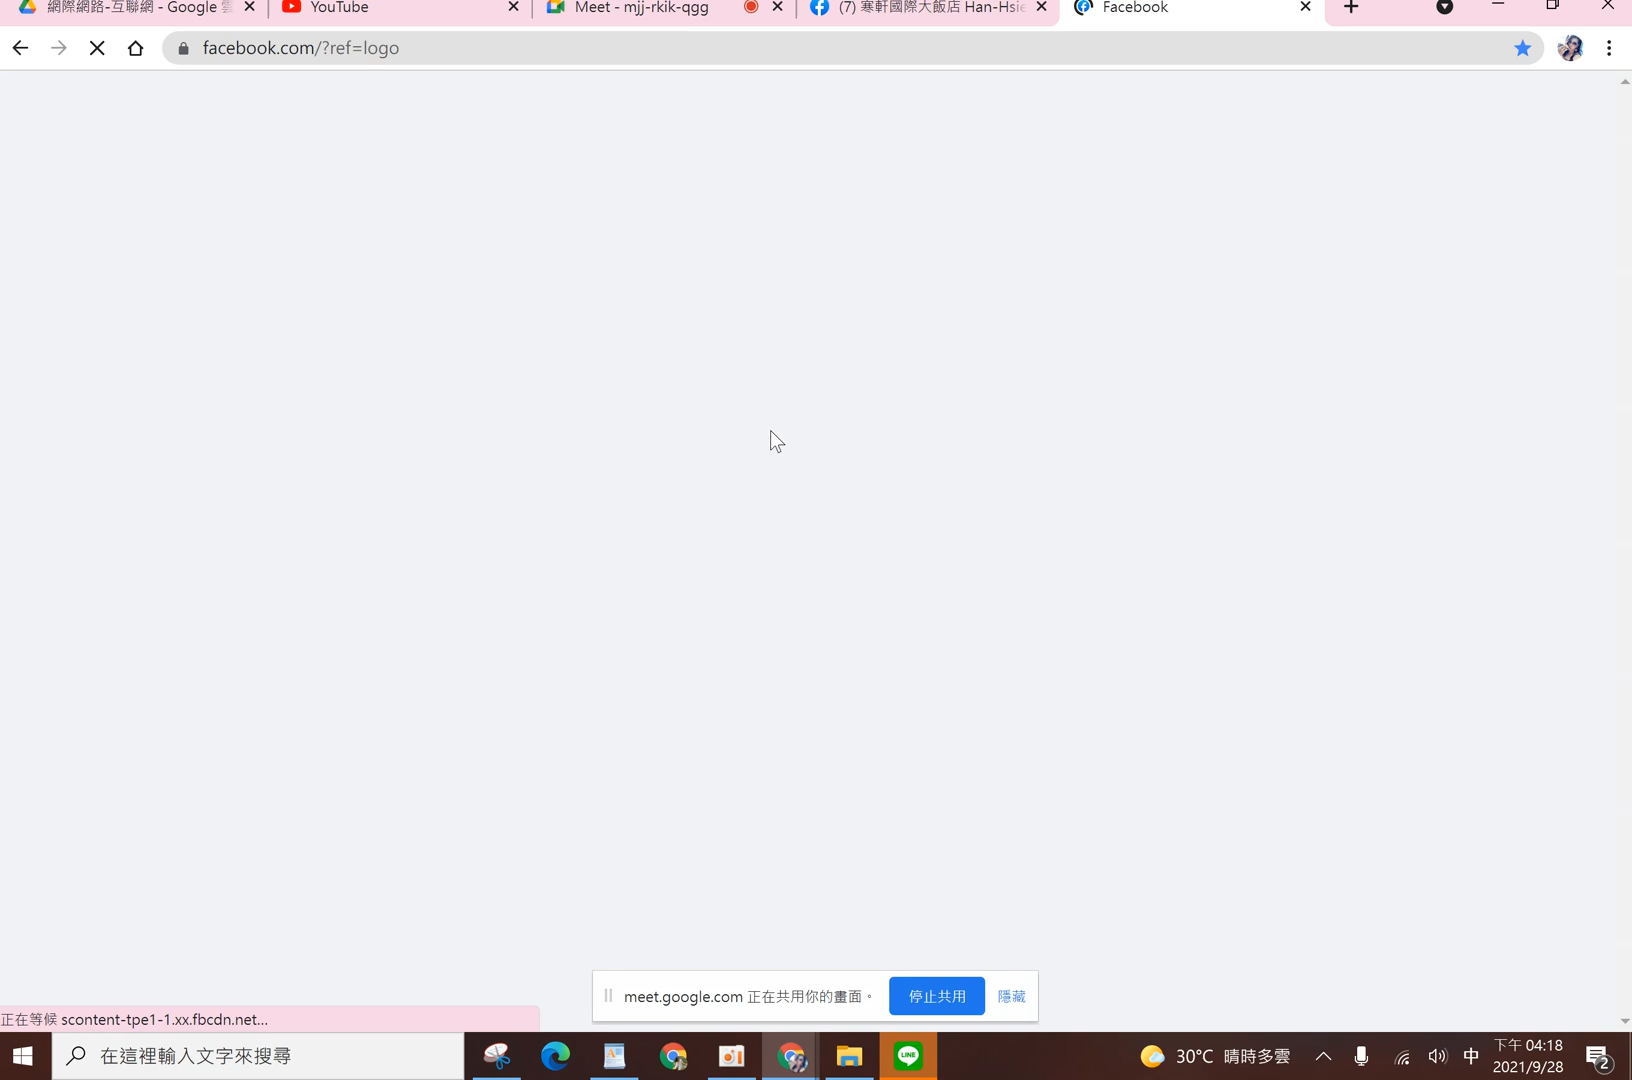 網際網路-互聯網 - Google 雲
YouTube
Meet - mjj-rkik-qgg
(7) 寒軒國際大飯店 Han-Hsie
Facebook
facebook.com/?ref=logo
meet.google.com 正在共用你的畫面。
停止共用
隱藏
正在等候 scontent-tpe1-1.xx.fbcdn.net...
在這裡輸入文字來搜尋
LINE
30°C 晴時多雲
中
下午 04:18
2021/9/28
2